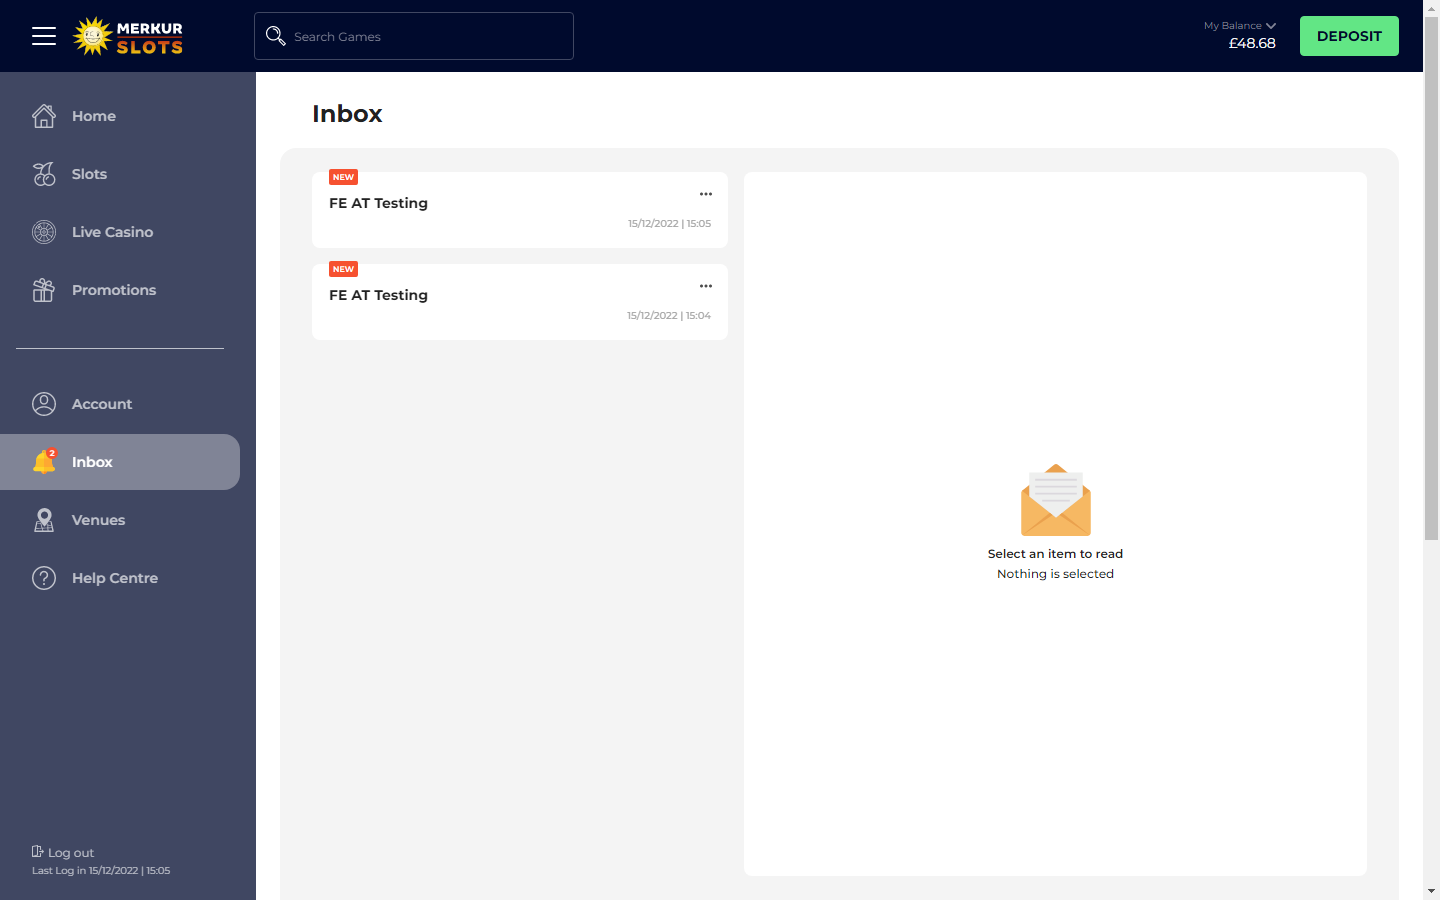 MERKUR
SLOTS
Search Games
My Balance
£48.68
DEPOSIT
Home
Slots
Live Casino
Promotions
Account
2
Inbox
Venues
Help Centre
Log out
Last Log in 15/12/2022 | 15:05
Inbox
NEW
FE AT Testing
15/12/2022 | 15:05
NEW
FE AT Testing
15/12/2022 | 15:04
Select an item to read
Nothing is selected